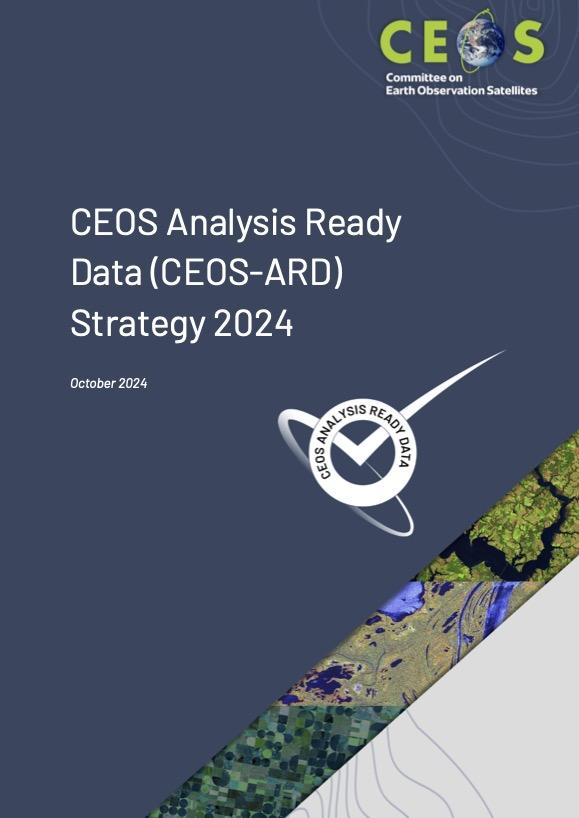 CEOS
Committee on
Earth Observation Satellites
CEOS Analysis Ready
Data (CEOS-ARD)
Strategy 2024
October 2024
CEOS ANALYSIS READY DATA